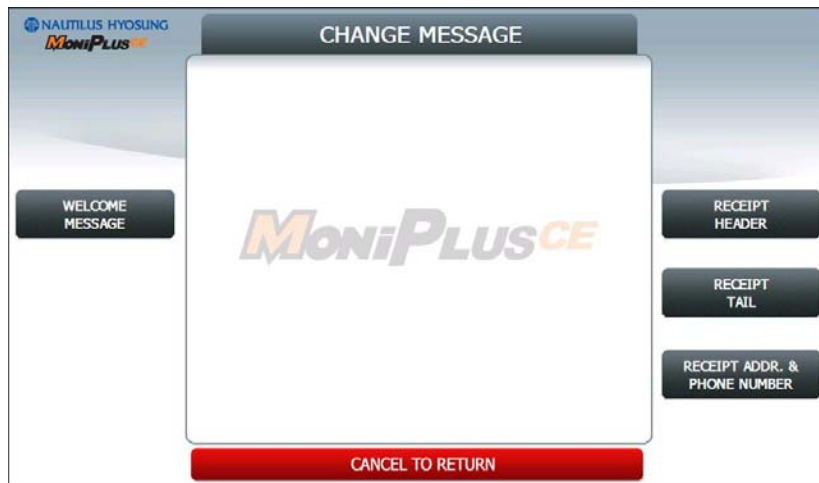 NAUTILUS HYOSUNG
MONIPLUSCE
CHANGE MESSAGE
WELCOME
MESSAGE
MONIPLUSCE
RECEIPT
HEADER
RECEIPT
TAIL
RECEIPT ADDR. &
PHONE NUMBER
CANCEL TO RETURN